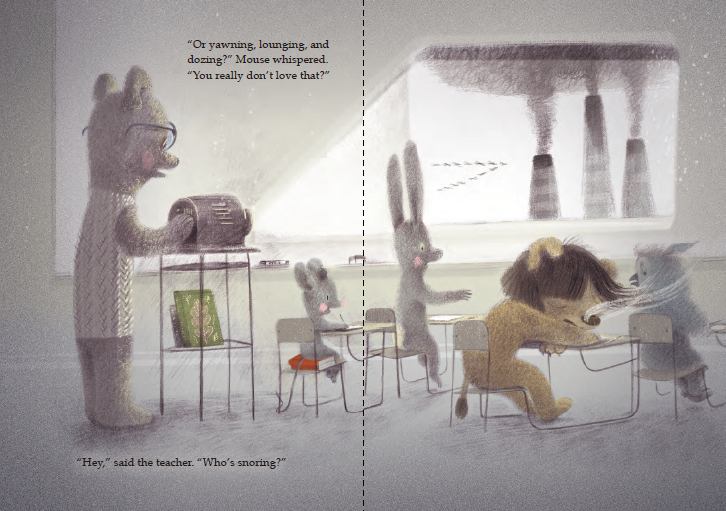 “Or yawning, lounging, and
dozing?” Mouse whispered.
“You really don’t love that?”
“Hey,” said the teacher. “Who’s snoring?”